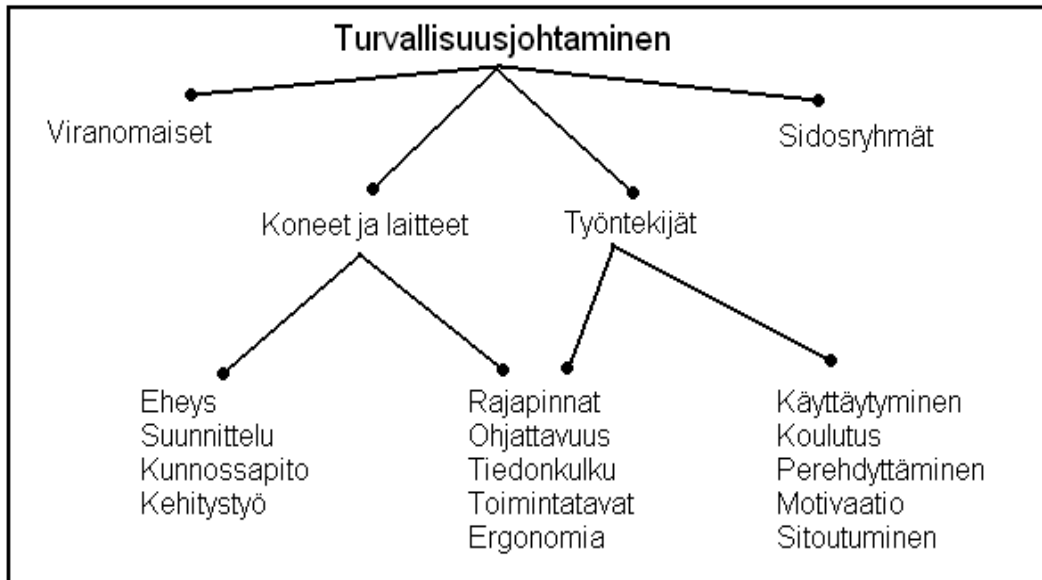 Turvallisuusjohtaminen
Viranomaiset
Sidosryhmät
Koneet ja laitteet
Työntekijät
Eheys
Suunnittelu
Kunnossapito
Kehitystyö
Rajapinnat
Ohjattavuus
Tiedonkulku
Toimintatavat
Ergonomia
Käyttäytyminen
Koulutus
Perehdyttäminen
Motivaatio
Sitoutuminen